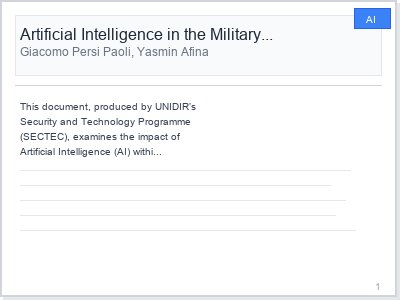 AI
Artificial Intelligence in the Military...
Giacomo Persi Paoli, Yasmin Afina
This document, produced by UNIDIR's
Security and Technology Programme
(SECTEC), examines the impact of
Artificial Intelligence (AI) withi...
1